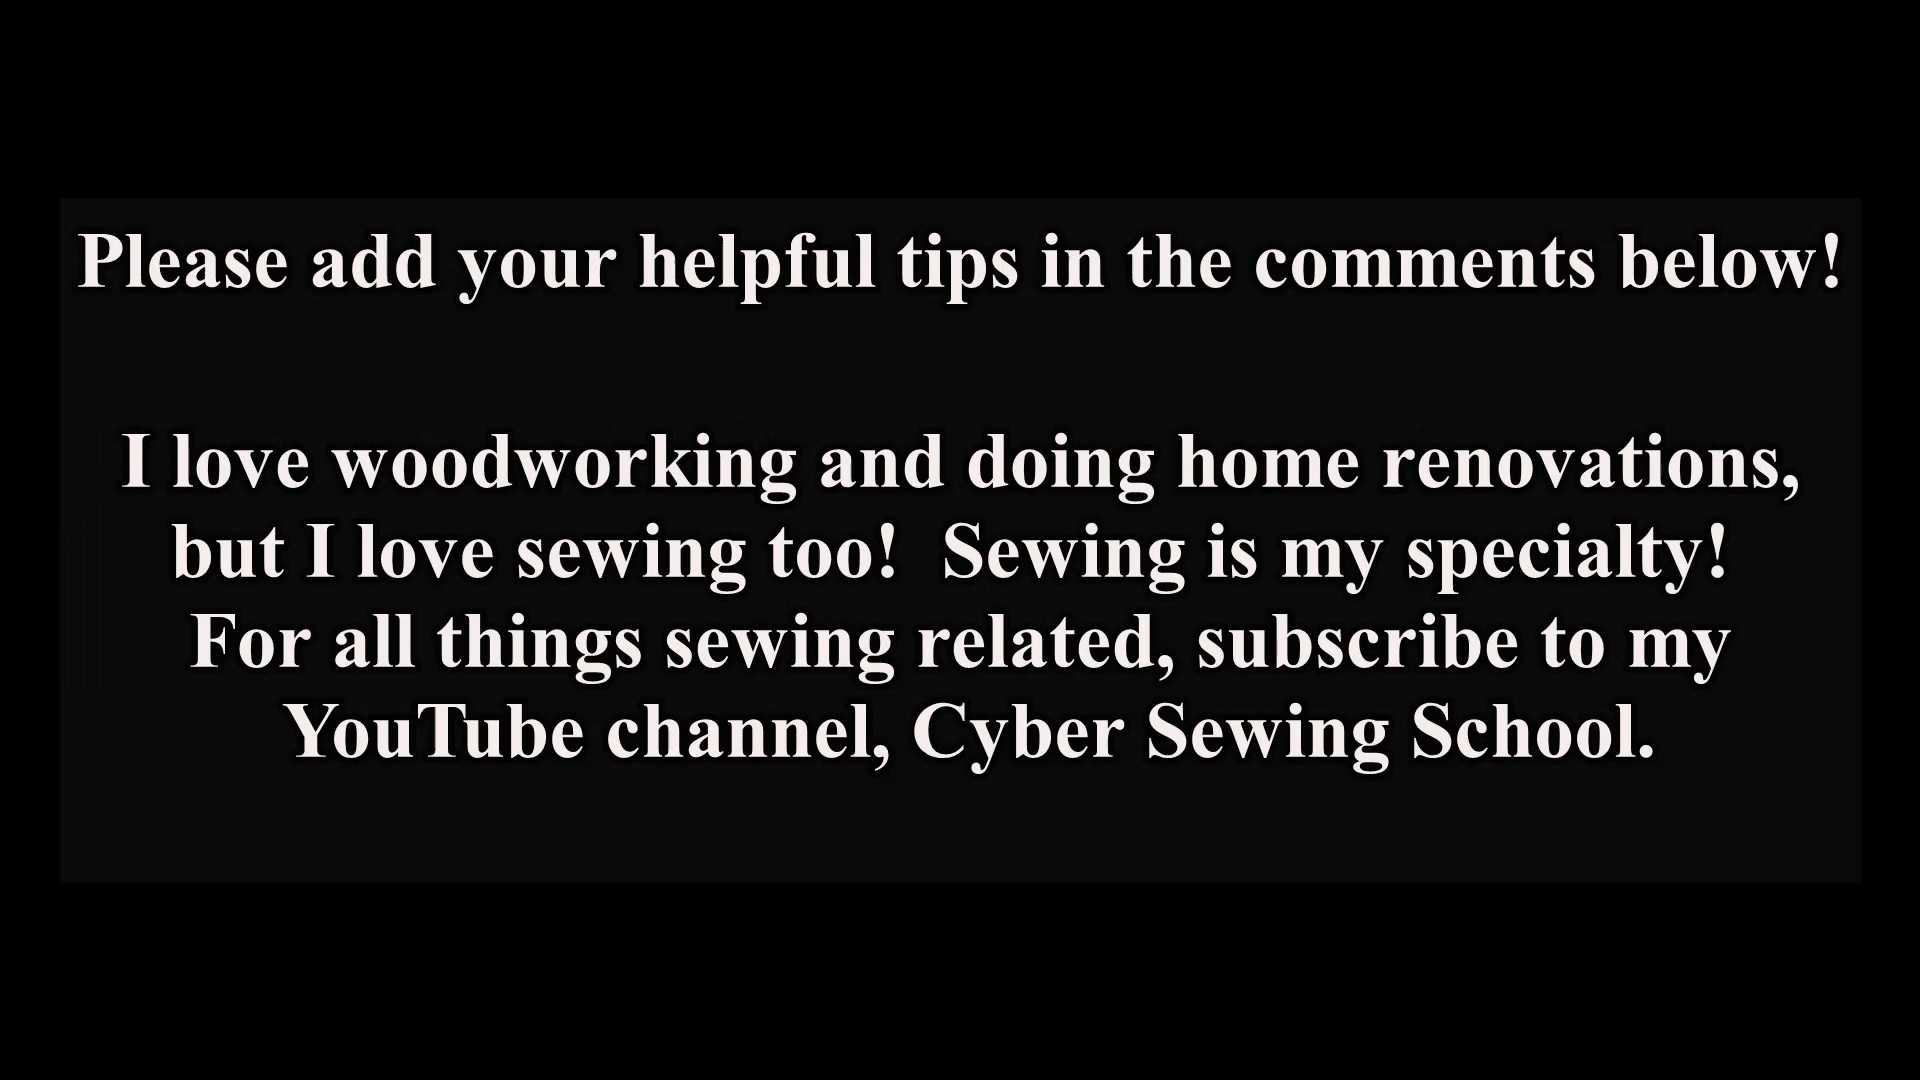 Please add your helpful tips in the comments below!
I love woodworking and doing home renovations,
but I love sewing too!  Sewing is my specialty!
For all things sewing related, subscribe to my
YouTube channel, Cyber Sewing School.